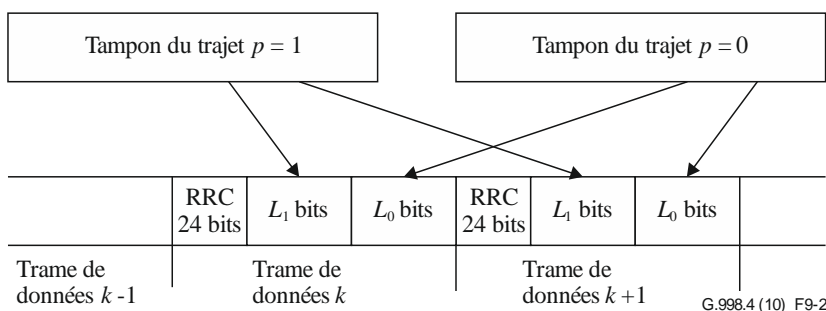 Tampon du trajet p = 1
Tampon du trajet p = 0
RRC
24 bits
L₁ bits
L₀ bits
RRC
24 bits
L₁ bits
L₀ bits
Trame de
données k -1
Trame de
données k
Trame de
données k +1
G.998.4 (10) F9-2